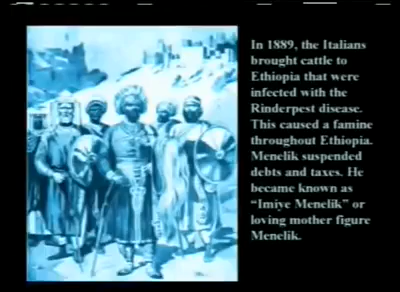 In 1889, the Italians
brought cattle to
Ethiopia that were
infected with the
Rinderpest disease.
This caused a famine
throughout Ethiopia.
Menelik suspended
debts and taxes. He
became known as
"Imiye Menelik" or
loving mother figure
Menelik.